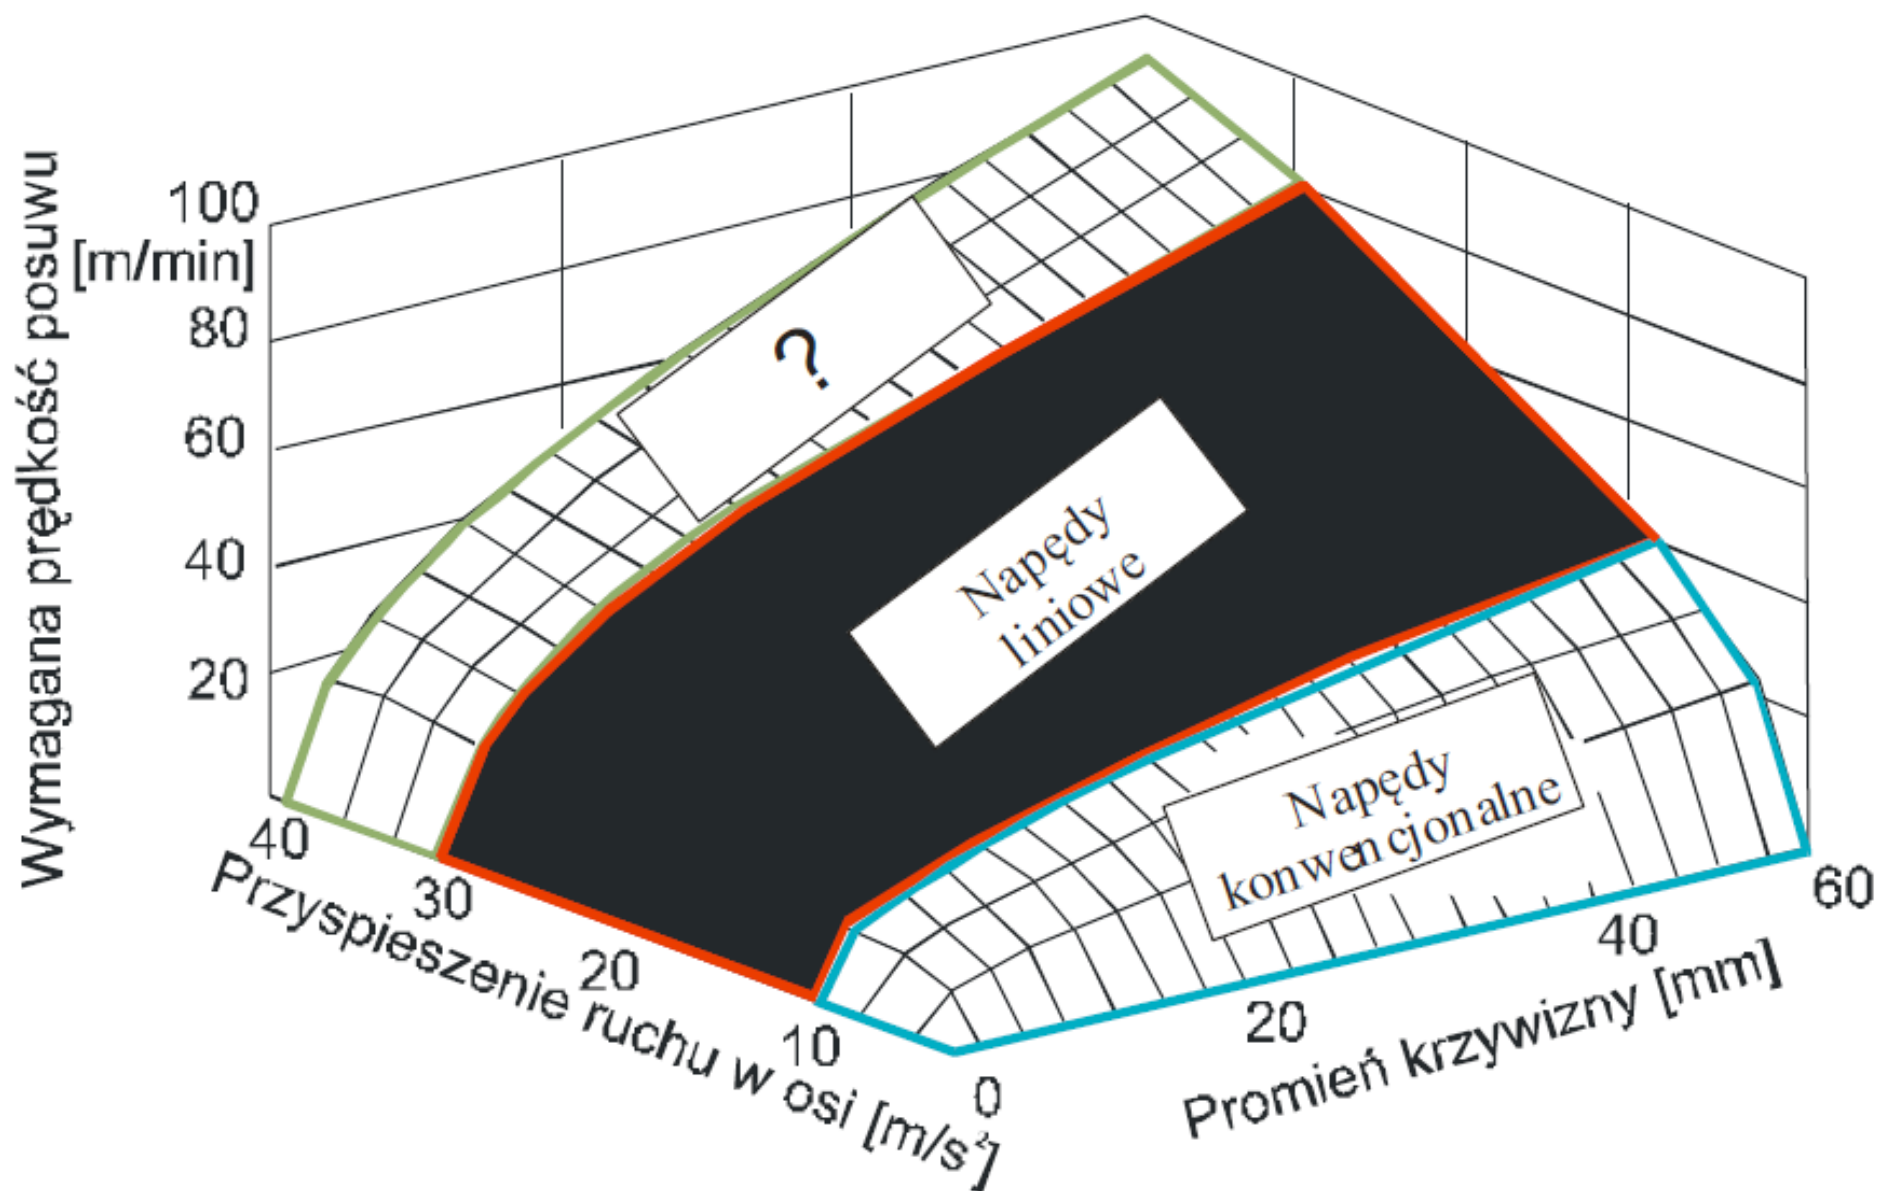 Wymagana prędkość posuwu
100
[m/min]
80
60
40
20
?
Napędy
liniowe
Napędy
konwencjonalne
40
30
20
10
0
Przyspieszenie ruchu w osi [m/s²]
20
40
60
Promień krzywizny [mm]